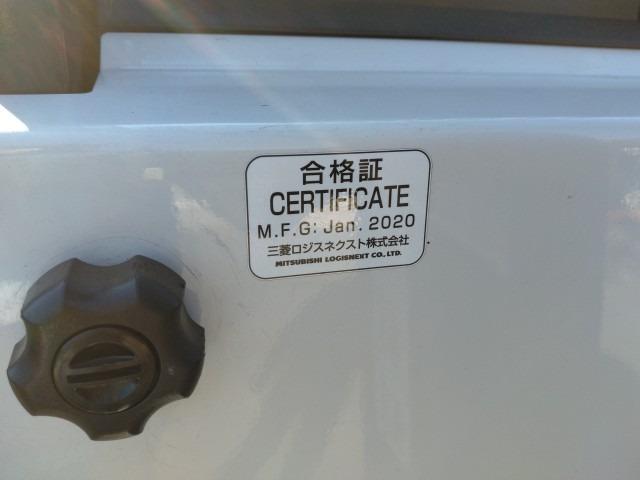 合格証
CERTIFICATE
M.F.G: Jan. 2020
三菱ロジスネクスト株式会社
MITSUBISHI LOGISNEXT CO., LTD.